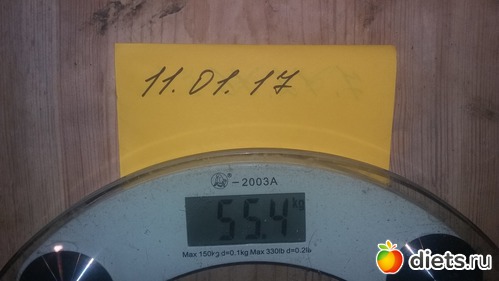 11.01.17
-2003A
55.4kg
Max 150kg d=0.1kg Max 330lb d=0.2lb
diets.ru